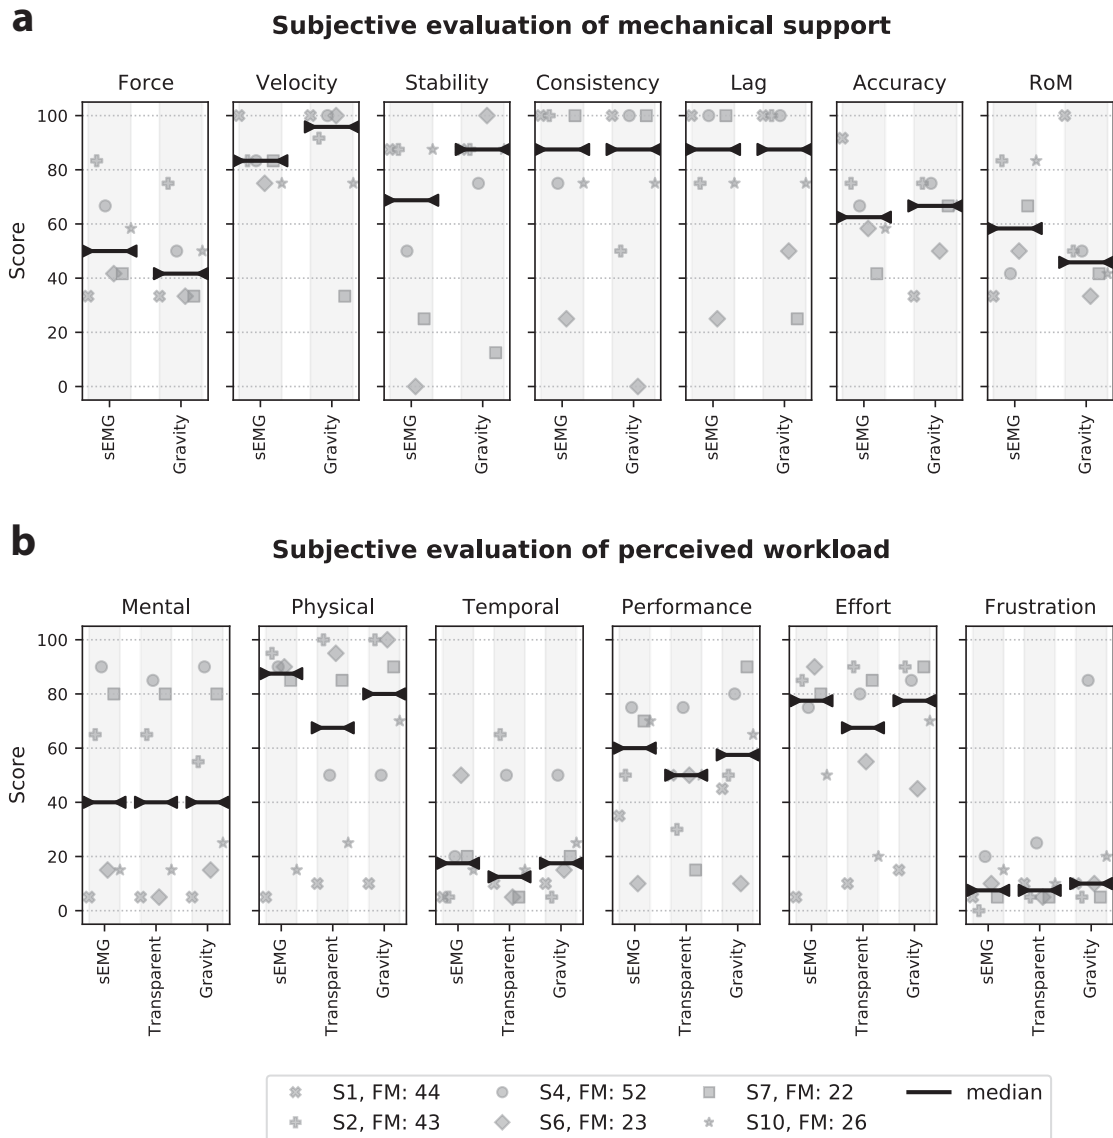 a
Subjective evaluation of mechanical support
Force Velocity Stability Consistency Lag Accuracy RoM
100
80
60
40
20
0
Score
sEMG Gravity sEMG Gravity sEMG Gravity sEMG Gravity sEMG Gravity sEMG Gravity sEMG Gravity
b
Subjective evaluation of perceived workload
Mental Physical Temporal Performance Effort Frustration
100
80
60
40
20
0
Score
sEMG Transparent Gravity sEMG Transparent Gravity sEMG Transparent Gravity sEMG Transparent Gravity sEMG Transparent Gravity sEMG Transparent Gravity
S1, FM: 44 S4, FM: 52 S7, FM: 22 median
S2, FM: 43 S6, FM: 23 S10, FM: 26